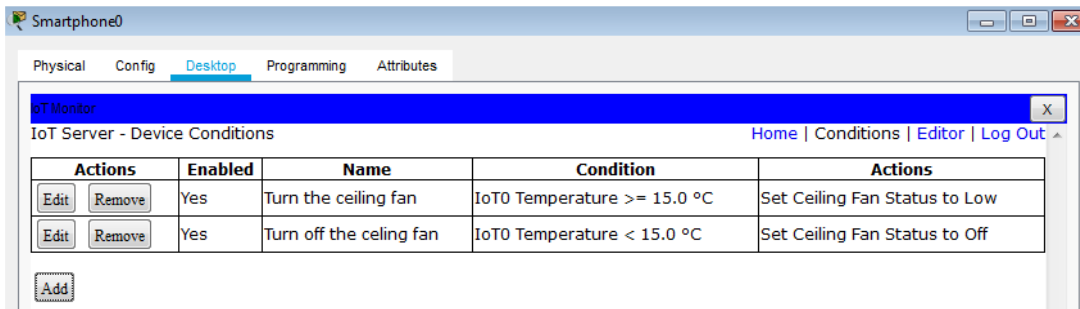 Smartphone0
Physical Config Desktop Programming Attributes
IoT Monitor X
IoT Server - Device Conditions Home | Conditions | Editor | Log Out
Actions Enabled Name Condition Actions
Edit Remove Yes Turn the ceiling fan IoT0 Temperature >= 15.0 °C Set Ceiling Fan Status to Low
Edit Remove Yes Turn off the celing fan IoT0 Temperature < 15.0 °C Set Ceiling Fan Status to Off
Add